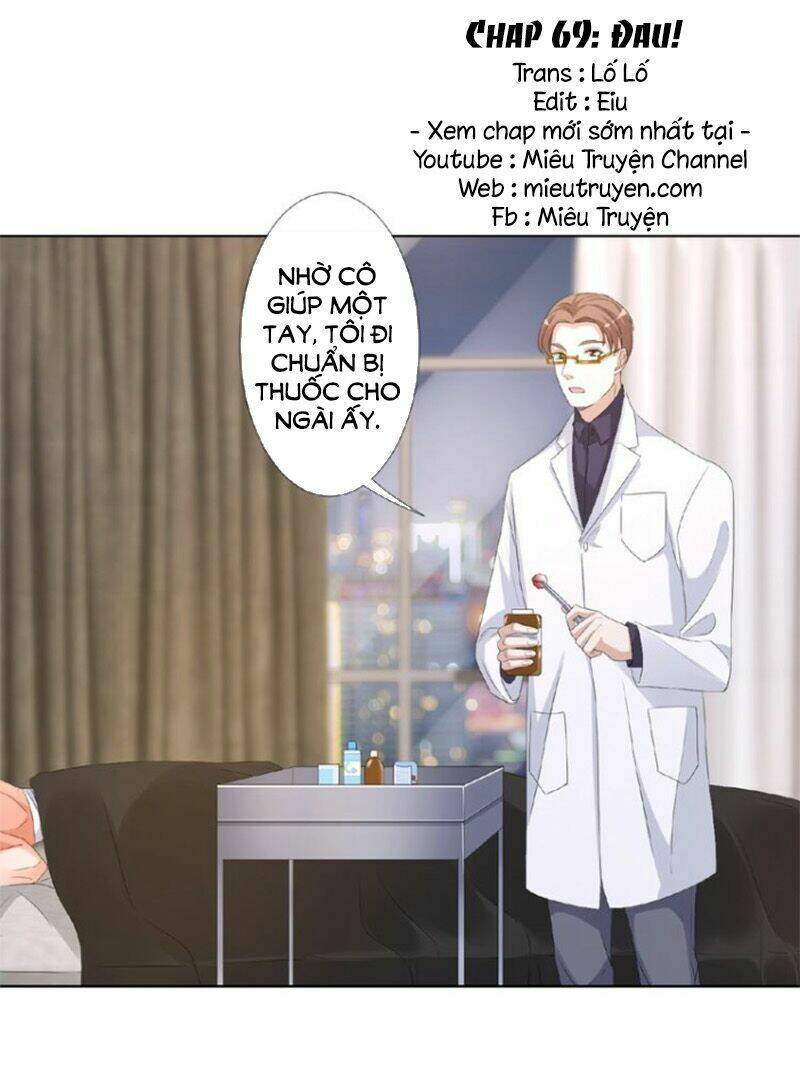 CHAP 69: ĐAU!
Trans : Lố Lố
Edit : Eiu
- Xem chap mới sớm nhất tại -
Youtube : Miêu Truyện Channel
Web : mieutruyen.com
Fb : Miêu Truyện
NHỜ CÔ
GIÚP MỘT
TAY, TÔI ĐI
CHUẨN BỊ
THUỐC CHO
NGÀI ẤY.